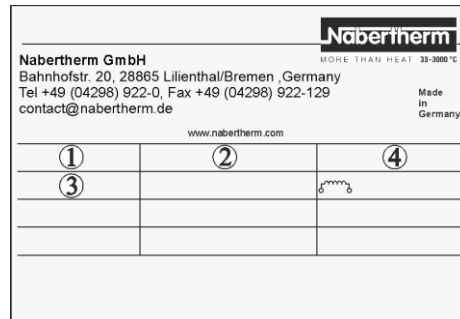 Nabertherm
MORE THAN HEAT 30-3000 °C
Nabertherm GmbH
Bahnhofstr. 20, 28865 Lilienthal/Bremen ,Germany
Tel +49 (04298) 922-0, Fax +49 (04298) 922-129
contact@nabertherm.de
Made
in
Germany
www.nabertherm.com
① ② ④
③